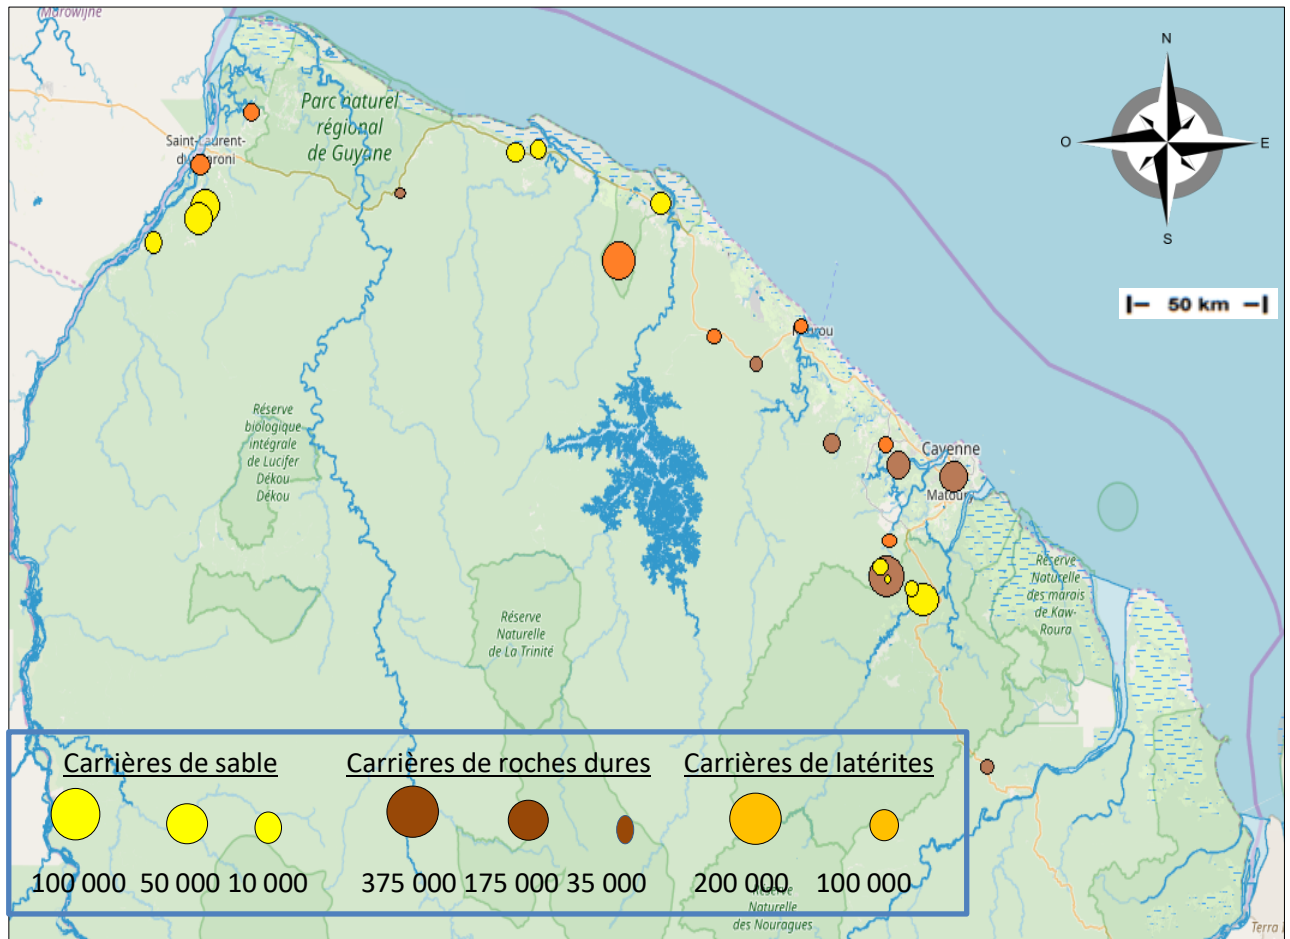 Marowijne
N
O
E
S
Parc naturel
régional
de Guyane
Saint-Laurent-
du-Maroni
50 km
Réserve
biologique
intégrale
de Lucifer
Dékou
Dékou
Cayenne
Matoury
Réserve
Naturelle
des marais
de Kaw-
Roura
Réserve
Naturelle
de La Trinité
Carrières de sable
Carrières de roches dures
Carrières de latérites
100 000 50 000 10 000
375 000 175 000 35 000
200 000 100 000
Réserve
Naturelle
des Nouragues
Terra